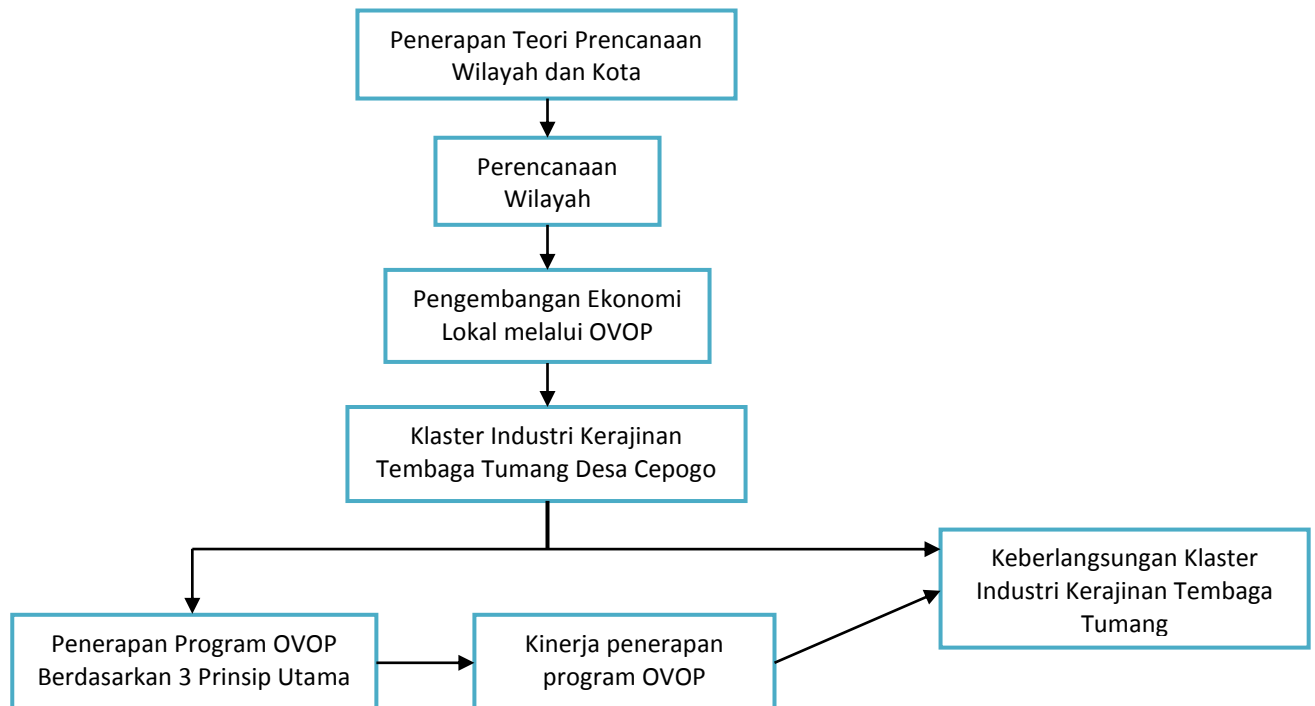 Penerapan Teori Prencanaan
Wilayah dan Kota
Perencanaan
Wilayah
Pengembangan Ekonomi
Lokal melalui OVOP
Klaster Industri Kerajinan
Tembaga Tumang Desa Cepogo
Keberlangsungan Klaster
Industri Kerajinan Tembaga
Tumang
Penerapan Program OVOP
Berdasarkan 3 Prinsip Utama
Kinerja penerapan
program OVOP